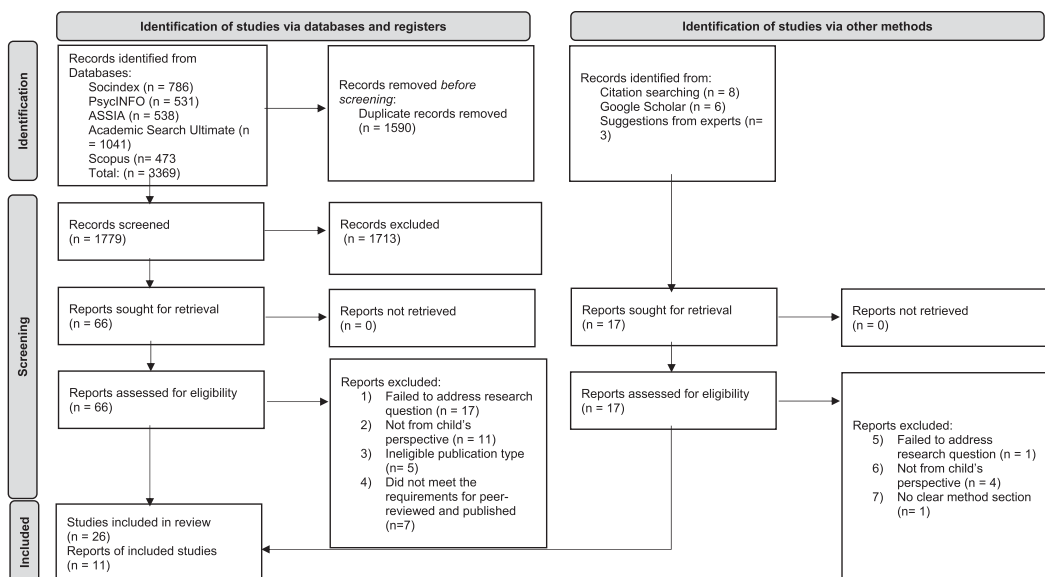 Identification of studies via databases and registers
Identification of studies via other methods
Identification
Records identified from
Databases:
Socindex (n = 786)
PsycINFO (n = 531)
ASSIA (n = 538)
Academic Search Ultimate (n
= 1041)
Scopus (n= 473
Total: (n = 3369)
Records removed before
screening:
Duplicate records removed
(n = 1590)
Records identified from:
Citation searching (n = 8)
Google Scholar (n = 6)
Suggestions from experts (n=
3)
Screening
Records screened
(n = 1779)
Records excluded
(n = 1713)
Reports sought for retrieval
(n = 66)
Reports not retrieved
(n = 0)
Reports sought for retrieval
(n = 17)
Reports not retrieved
(n = 0)
Reports assessed for eligibility
(n = 66)
Reports excluded:
1) Failed to address research
question (n = 17)
2) Not from child's
perspective (n = 11)
3) Ineligible publication type
(n= 5)
4) Did not meet the
requirements for peer-
reviewed and published
(n=7)
Reports assessed for eligibility
(n = 17)
Reports excluded:
5) Failed to address
research question (n = 1)
6) Not from child's
perspective (n = 4)
7) No clear method section
(n= 1)
Included
Studies included in review
(n = 26)
Reports of included studies
(n = 11)